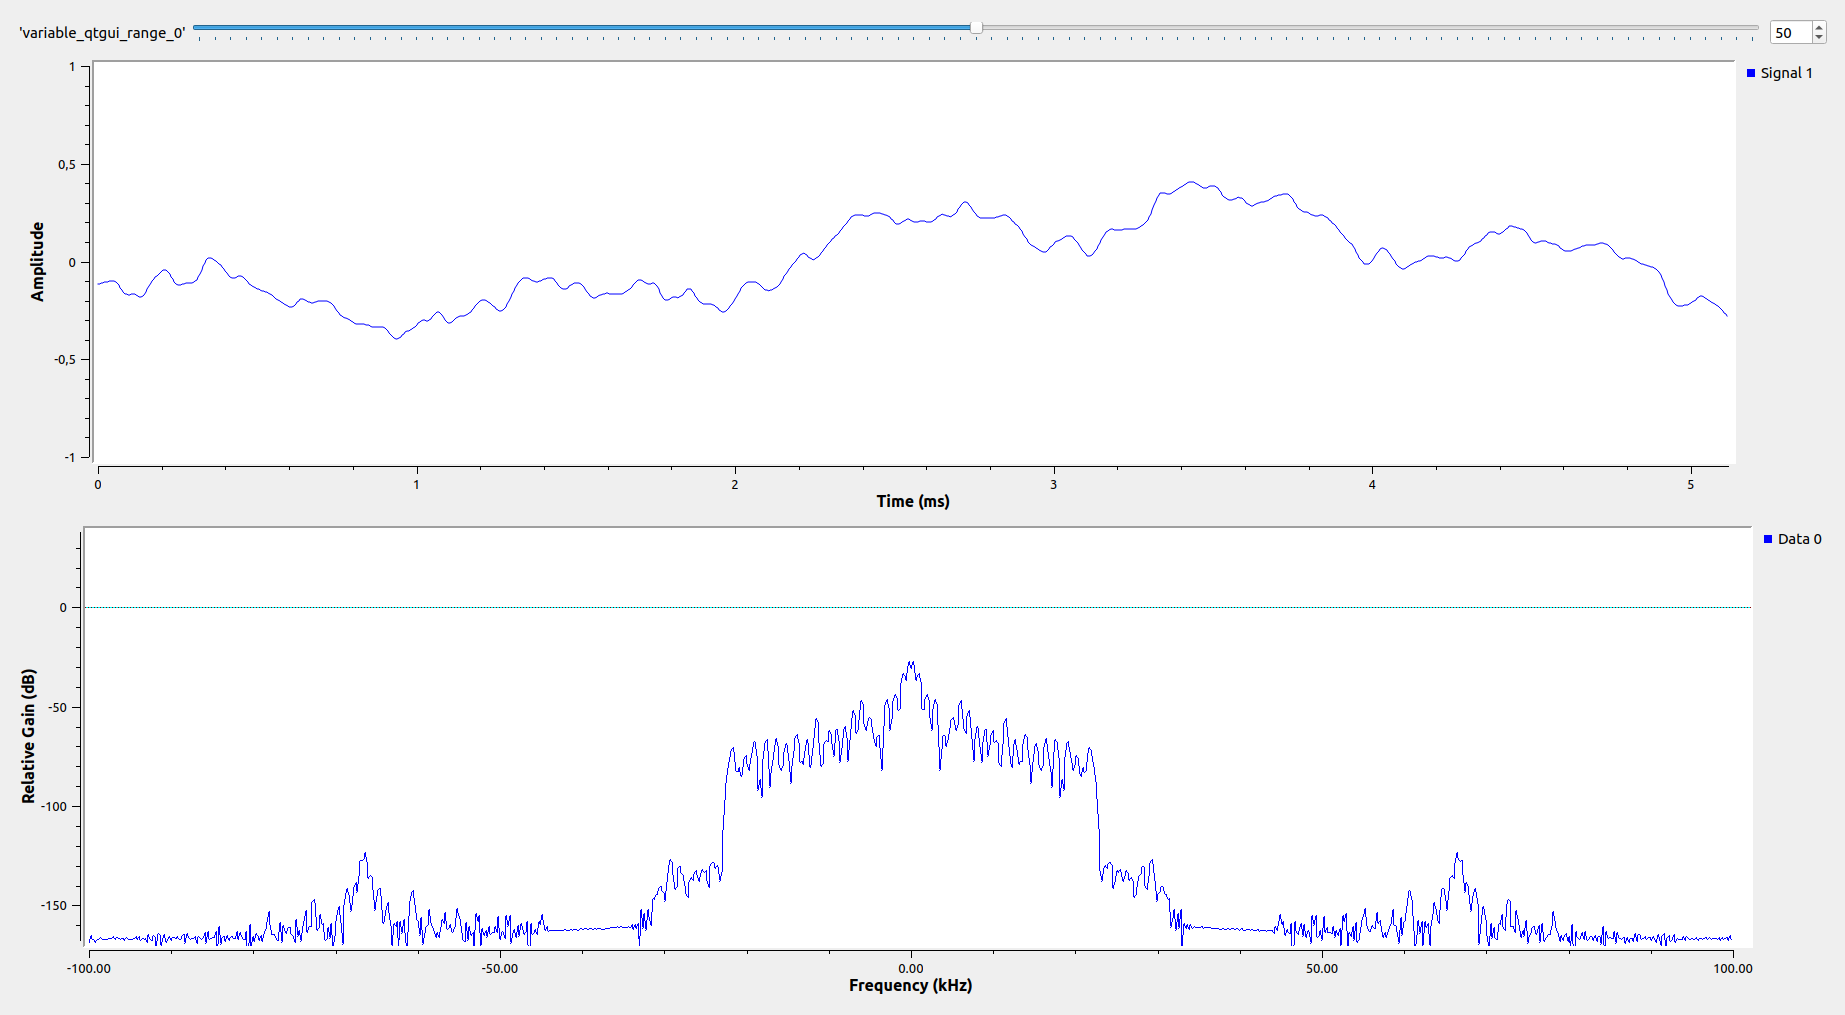 'variable_qtgui_range_0'
50
Signal 1
1
0,5
0
-0,5
-1
Amplitude
0 1 2 3 4 5
Time (ms)
Data 0
0
-50
-100
-150
Relative Gain (dB)
-100.00 -50.00 0.00 50.00 100.00
Frequency (kHz)